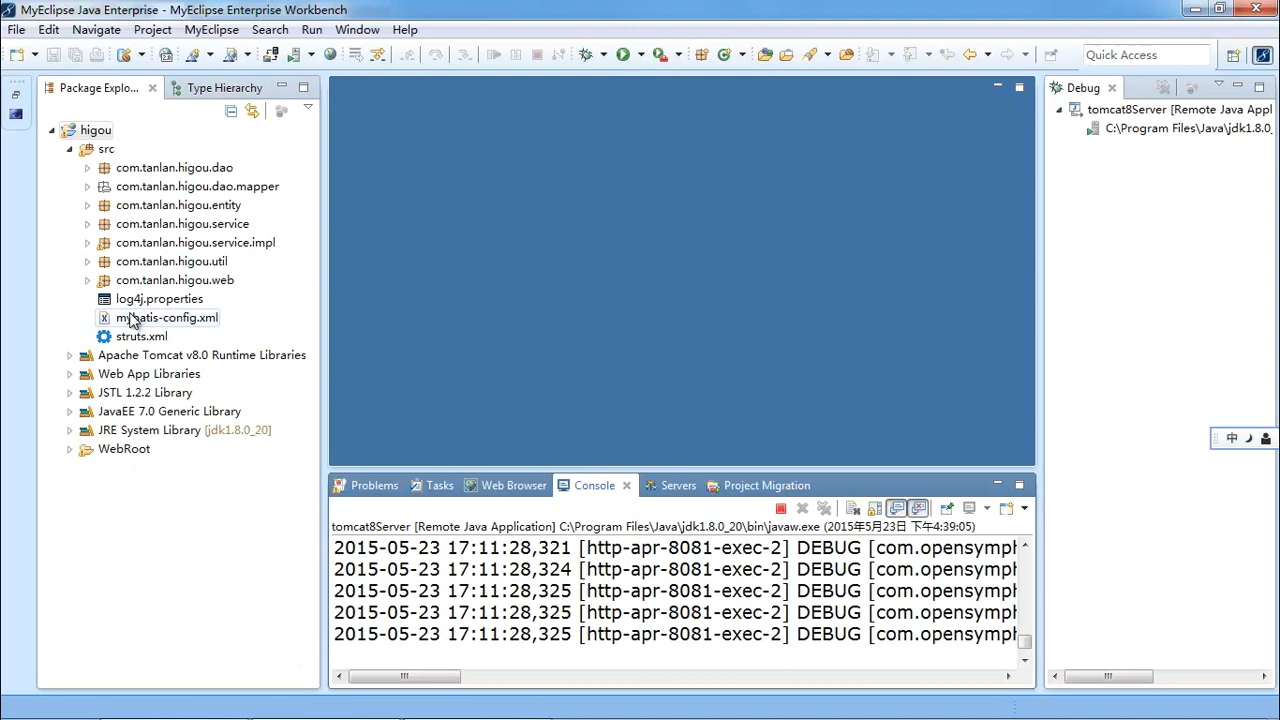 MyEclipse Java Enterprise - MyEclipse Enterprise Workbench
File Edit Navigate Project MyEclipse Search Run Window Help
Quick Access
Package Explo...
Type Hierarchy
higou
src
com.tanlan.higou.dao
com.tanlan.higou.dao.mapper
com.tanlan.higou.entity
com.tanlan.higou.service
com.tanlan.higou.service.impl
com.tanlan.higou.util
com.tanlan.higou.web
log4j.properties
mybatis-config.xml
struts.xml
Apache Tomcat v8.0 Runtime Libraries
Web App Libraries
JSTL 1.2.2 Library
JavaEE 7.0 Generic Library
JRE System Library [jdk1.8.0_20]
WebRoot
Problems Tasks Web Browser Console Servers Project Migration
tomcat8Server [Remote Java Application] C:\Program Files\Java\jdk1.8.0_20\bin\javaw.exe (2015年5月23日 下午4:39:05)
2015-05-23 17:11:28,321 [http-apr-8081-exec-2] DEBUG [com.opensymph
2015-05-23 17:11:28,324 [http-apr-8081-exec-2] DEBUG [com.opensymph
2015-05-23 17:11:28,325 [http-apr-8081-exec-2] DEBUG [com.opensymph
2015-05-23 17:11:28,325 [http-apr-8081-exec-2] DEBUG [com.opensymph
2015-05-23 17:11:28,325 [http-apr-8081-exec-2] DEBUG [com.opensymph
Debug
tomcat8Server [Remote Java Appl
C:\Program Files\Java\jdk1.8.0_
中